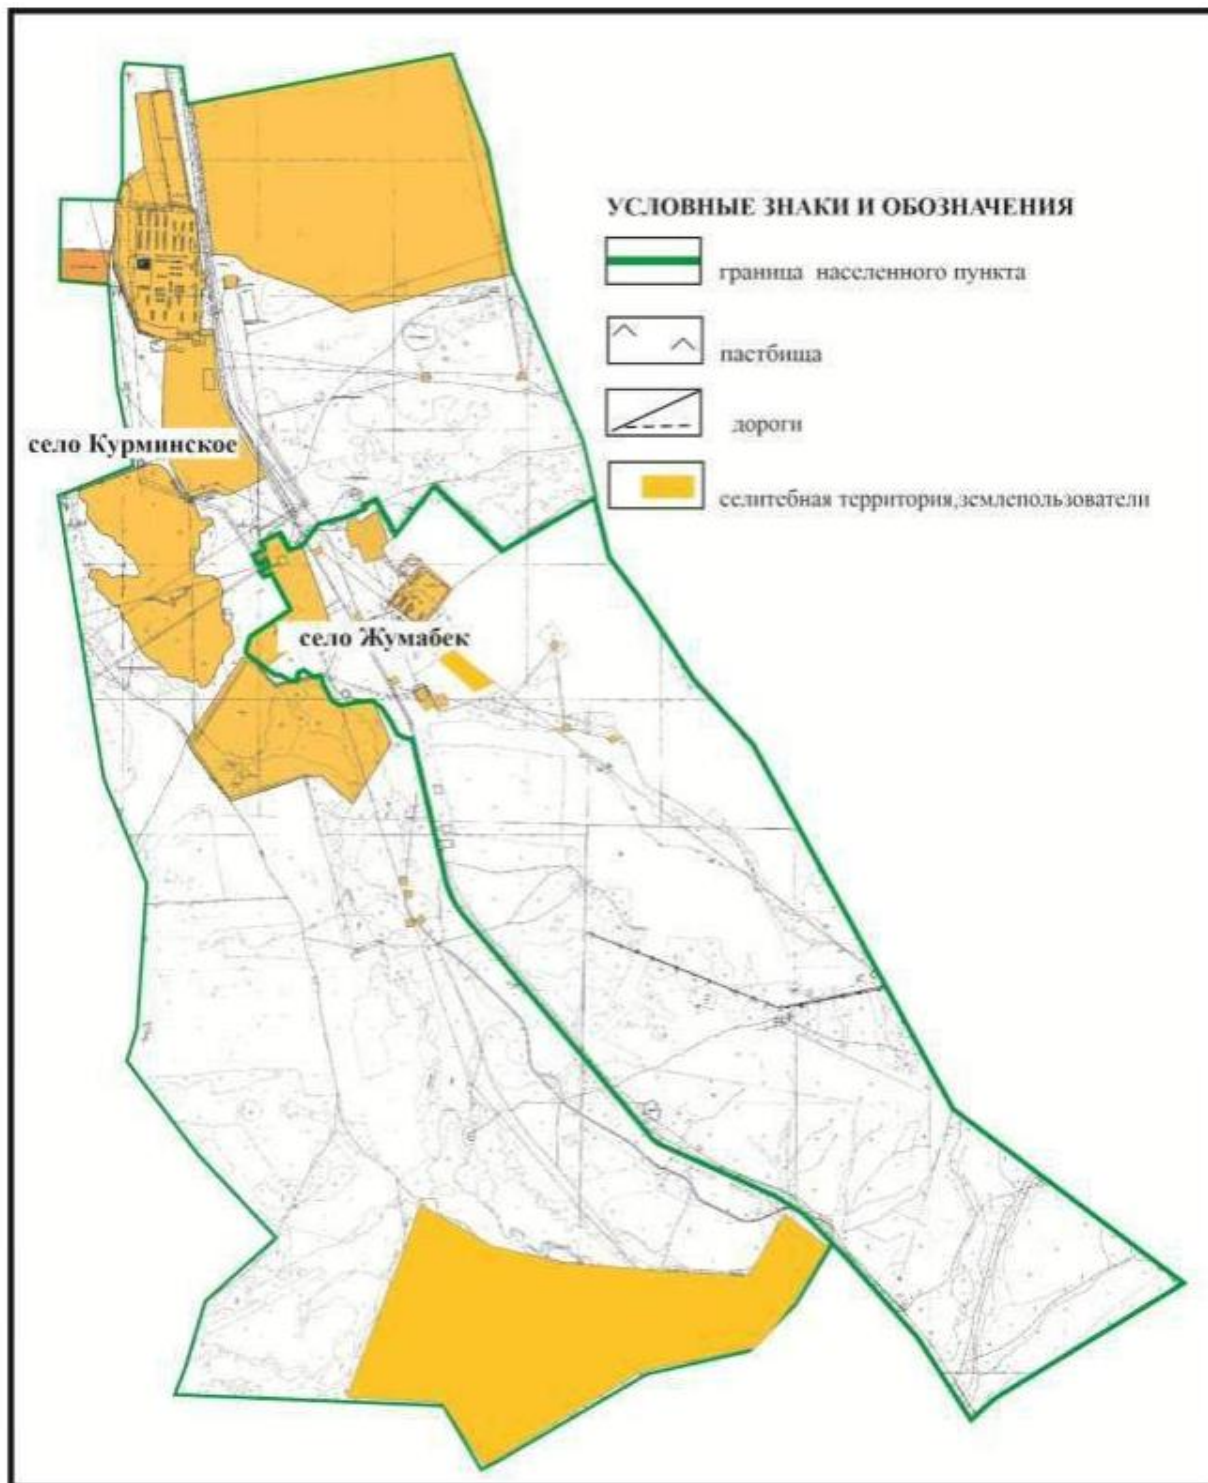 УСЛОВНЫЕ ЗНАКИ И ОБОЗНАЧЕНИЯ
граница населенного пункта
пастбища
дороги
село Курминское
селитебная территория,землепользователи
село Жумабек